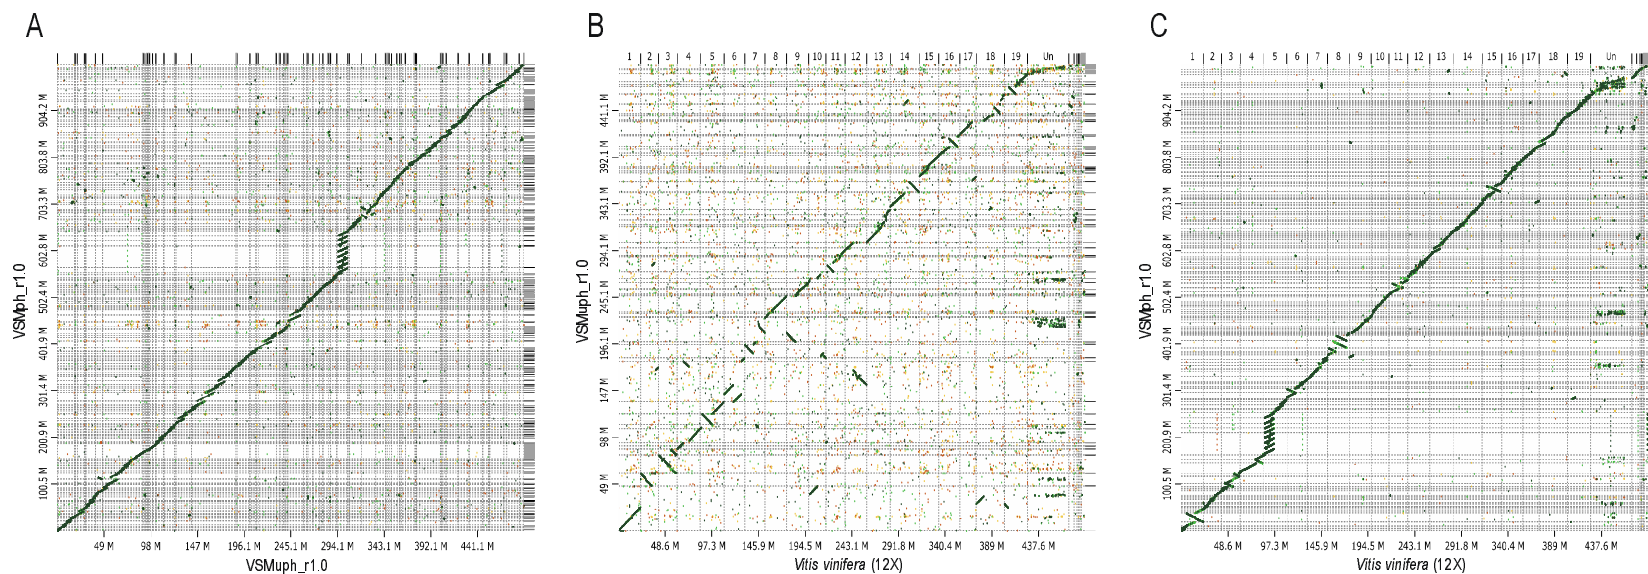 A
904.2 M
803.8 M
703.3 M
602.8 M
502.4 M
401.9 M
301.4 M
200.9 M
100.5 M
VSMph_r1.0
49 M 98 M 147 M 196.1 M 245.1 M 294.1 M 343.1 M 392.1 M 441.1 M
VSMuph_r1.0
B
1 2 3 4 5 6 7 8 9 10 11 12 13 14 15 16 17 18 19 Un
441.1 M
392.1 M
343.1 M
294.1 M
245.1 M
196.1 M
147 M
98 M
49 M
VSMuph_r1.0
48.6 M 97.3 M 145.9 M 194.5 M 243.1 M 291.8 M 340.4 M 389 M 437.6 M
Vitis vinifera (12X)
C
1 2 3 4 5 6 7 8 9 10 11 12 13 14 15 16 17 18 19 Un
904.2 M
803.8 M
703.3 M
602.8 M
502.4 M
401.9 M
301.4 M
200.9 M
100.5 M
VSMph_r1.0
48.6 M 97.3 M 145.9 M 194.5 M 243.1 M 291.8 M 340.4 M 389 M 437.6 M
Vitis vinifera (12X)